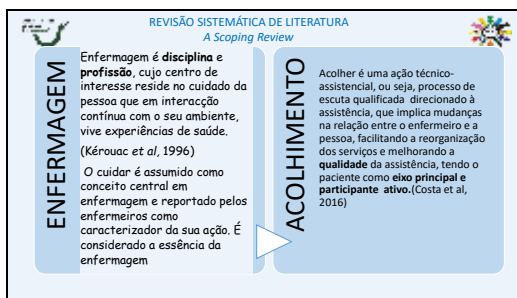 REVISÃO SISTEMÁTICA DE LITERATURA
A Scoping Review
ENFERMAGEM
Enfermagem é disciplina e
profissão, cujo centro de
interesse reside no cuidado da
pessoa que em interacção
contínua com o seu ambiente,
vive experiências de saúde.
(Kérouac et al, 1996)
O cuidar é assumido como
conceito central em
enfermagem e reportado pelos
enfermeiros como
caracterizador da sua ação. É
considerado a essência da
enfermagem
ACOLHIMENTO
Acolher é uma ação técnico-
assistencial, ou seja, processo de
escuta qualificada direcionado à
assistência, que implica mudanças
na relação entre o enfermeiro e a
pessoa, facilitando a reorganização
dos serviços e melhorando a
qualidade da assistência, tendo o
paciente como eixo principal e
participante ativo.(Costa et al,
2016)